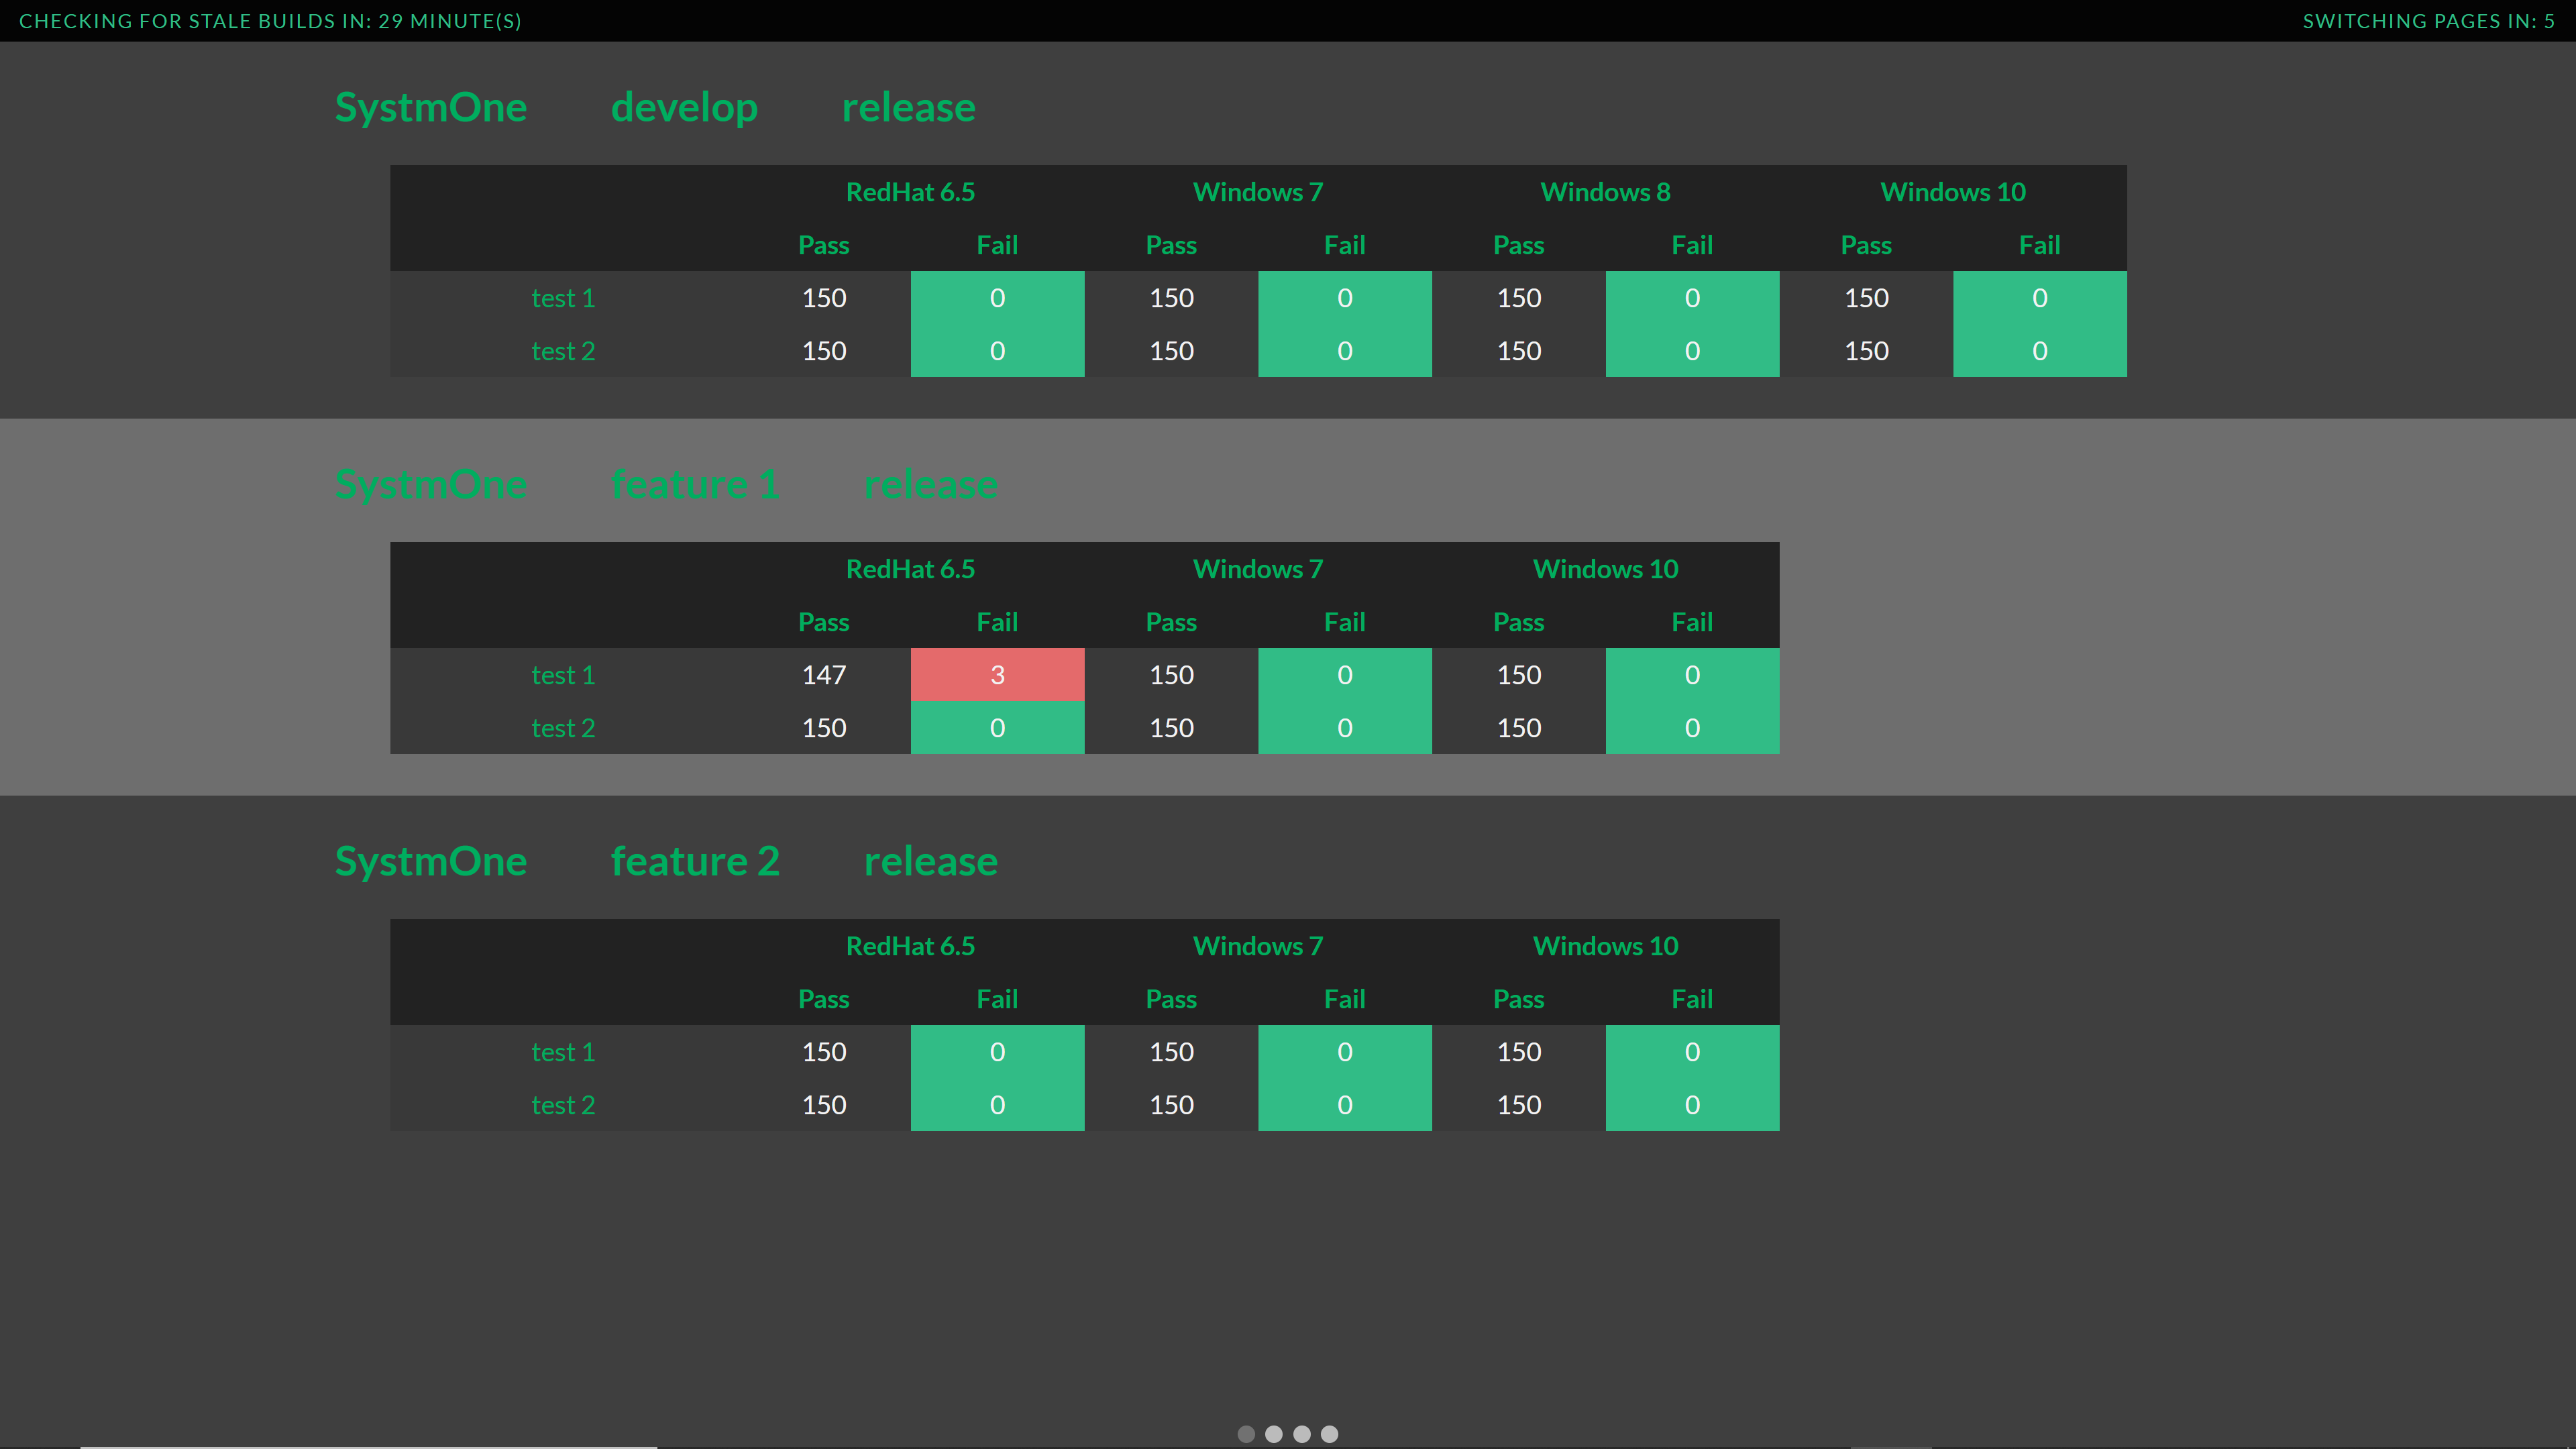 CHECKING FOR STALE BUILDS IN: 29 MINUTE(S) SWITCHING PAGES IN: 5
SystmOne develop release
RedHat 6.5 Windows 7 Windows 8 Windows 10
Pass Fail Pass Fail Pass Fail Pass Fail
test 1 150 0 150 0 150 0 150 0
test 2 150 0 150 0 150 0 150 0
SystmOne feature 1 release
RedHat 6.5 Windows 7 Windows 10
Pass Fail Pass Fail Pass Fail
test 1 147 3 150 0 150 0
test 2 150 0 150 0 150 0
SystmOne feature 2 release
RedHat 6.5 Windows 7 Windows 10
Pass Fail Pass Fail Pass Fail
test 1 150 0 150 0 150 0
test 2 150 0 150 0 150 0